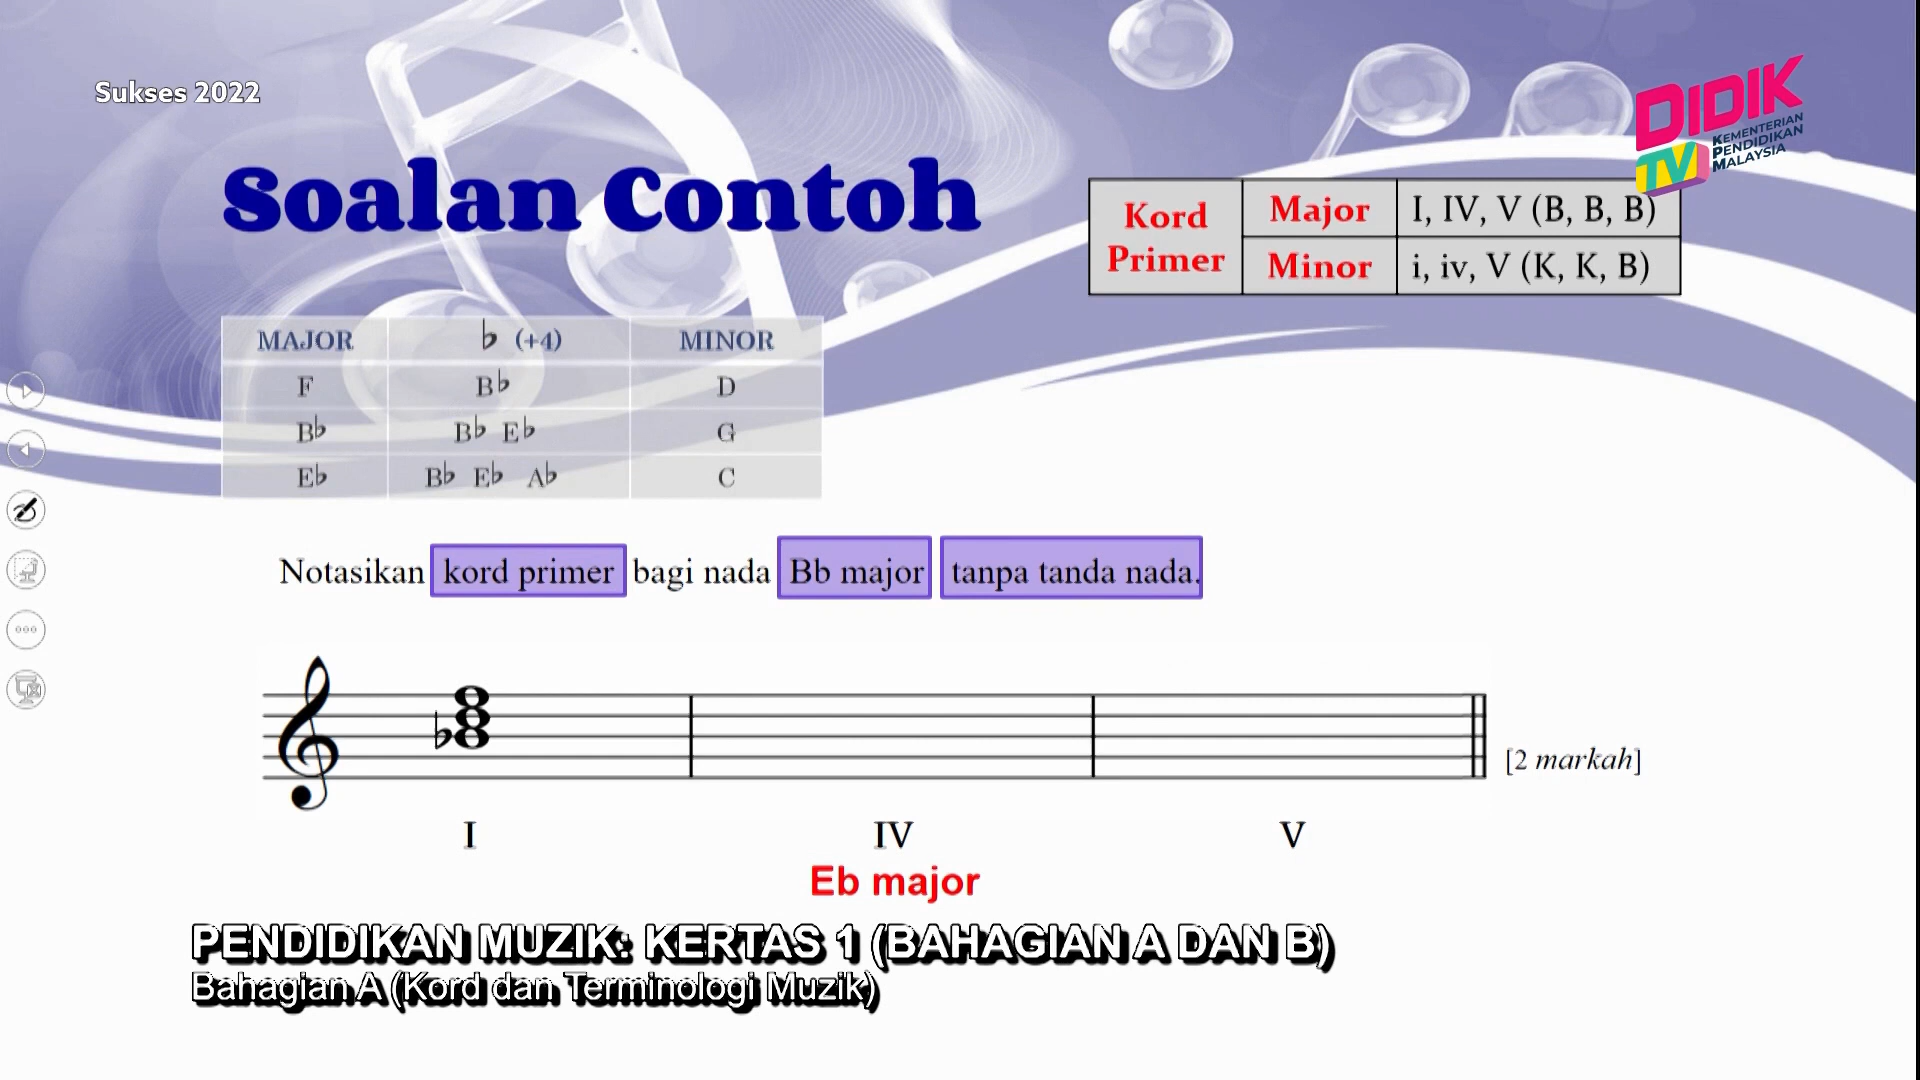 Sukses 2022
DIDIK
TV
KEMENTERIAN
PENDIDIKAN
MALAYSIA
Soalan Contoh
Kord Primer
Major
I, IV, V (B, B, B)
Minor
i, iv, V (K, K, B)
MAJOR ♭ (+4) MINOR
F B♭ D
B♭ B♭ E♭ G
E♭ B♭ E♭ A♭ C
Notasikan kord primer bagi nada Bb major tanpa tanda nada.
[2 markah]
I IV V
Eb major
PENDIDIKAN MUZIK: KERTAS 1 (BAHAGIAN A DAN B)
Bahagian A (Kord dan Terminologi Muzik)